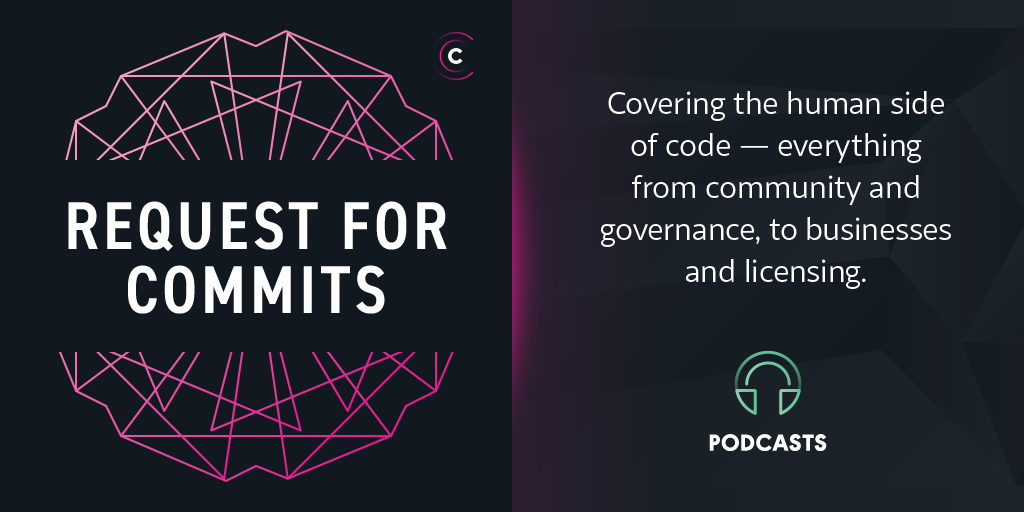 C
REQUEST FOR
COMMITS
Covering the human side
of code — everything
from community and
governance, to businesses
and licensing.
PODCASTS